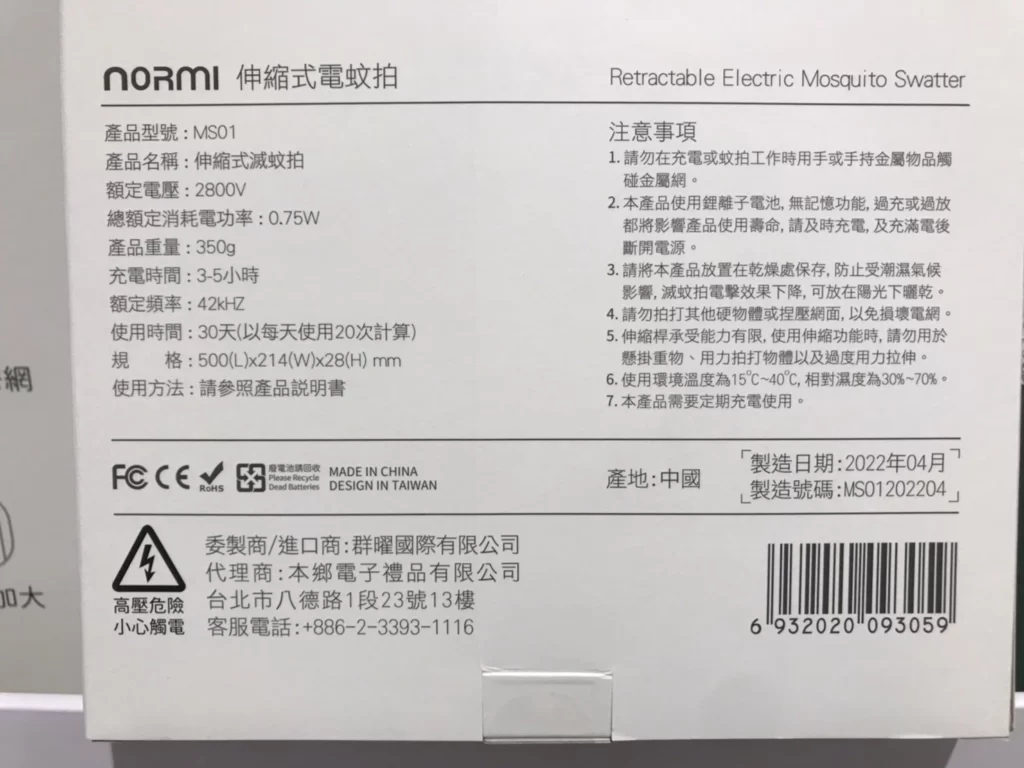 NORMI 伸縮式電蚊拍
Retractable Electric Mosquito Swatter
產品型號：MS01
產品名稱：伸縮式滅蚊拍
額定電壓：2800V
總額定消耗電功率：0.75W
產品重量：350g
充電時間：3-5小時
額定頻率：42kHZ
使用時間：30天(以每天使用20次計算)
規　　格：500(L)x214(W)x28(H) mm
使用方法：請參照產品説明書
注意事項
1. 請勿在充電或蚊拍工作時用手或手持金屬物品觸
碰金屬網。
2. 本產品使用鋰離子電池, 無記憶功能, 過充或過放
都將影響產品使用壽命, 請及時充電, 及充滿電後
斷開電源。
3. 請將本產品放置在乾燥處保存, 防止受潮濕氣候
影響, 滅蚊拍電擊效果下降, 可放在陽光下曬乾。
4. 請勿拍打其他硬物體或捏壓網面, 以免損壞電網。
5. 伸縮桿承受能力有限, 使用伸縮功能時, 請勿用於
懸掛重物、用力拍打物體以及過度用力拉伸。
6. 使用環境溫度為15°C~40°C, 相對濕度為30%~70%。
7. 本產品需要定期充電使用。
FC CE RoHS
廢電池請回收
Please Recycle
Dead Batteries
MADE IN CHINA
DESIGN IN TAIWAN
產地：中國
製造日期：2022年04月
製造號碼：MS01202204
高壓危險
小心觸電
委製商/進口商：群曜國際有限公司
代理商：本鄉電子禮品有限公司
台北市八德路1段23號13樓
客服電話：+886-2-3393-1116
6 932020 093059
網
加大